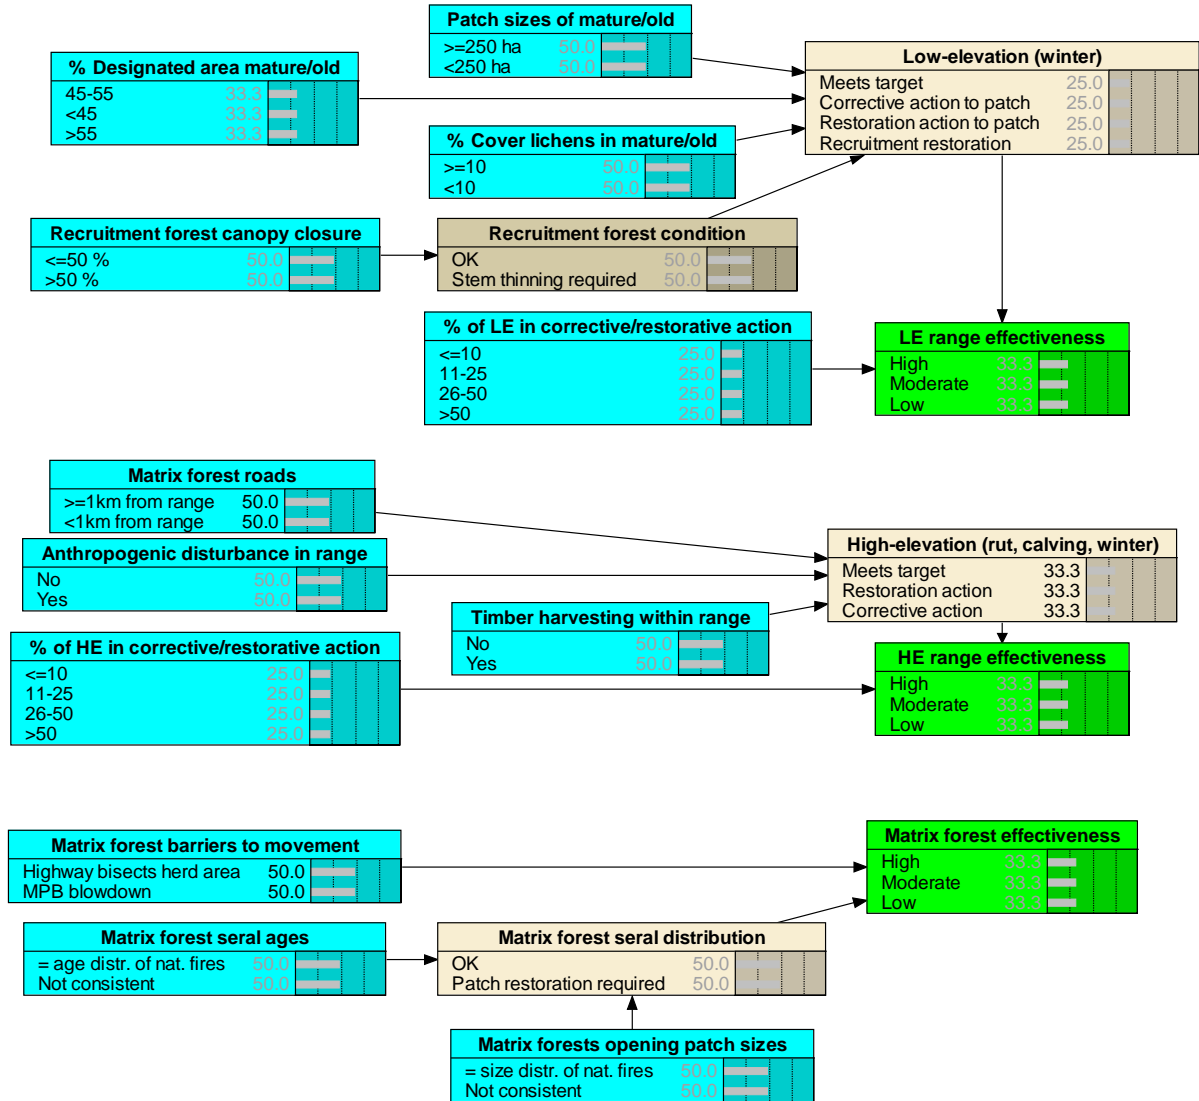 Patch sizes of mature/old
>=250 ha 50.0
<250 ha 50.0
% Designated area mature/old
45-55 33.3
<45 33.3
>55 33.3
Low-elevation (winter)
Meets target 25.0
Corrective action to patch 25.0
Restoration action to patch 25.0
Recruitment restoration 25.0
% Cover lichens in mature/old
>=10 50.0
<10 50.0
Recruitment forest canopy closure
<=50 % 50.0
>50 % 50.0
Recruitment forest condition
OK 50.0
Stem thinning required 50.0
% of LE in corrective/restorative action
<=10 25.0
11-25 25.0
26-50 25.0
>50 25.0
LE range effectiveness
High 33.3
Moderate 33.3
Low 33.3
Matrix forest roads
>=1km from range 50.0
<1km from range 50.0
Anthropogenic disturbance in range
No 50.0
Yes 50.0
High-elevation (rut, calving, winter)
Meets target 33.3
Restoration action 33.3
Corrective action 33.3
Timber harvesting within range
No 50.0
Yes 50.0
% of HE in corrective/restorative action
<=10 25.0
11-25 25.0
26-50 25.0
>50 25.0
HE range effectiveness
High 33.3
Moderate 33.3
Low 33.3
Matrix forest barriers to movement
Highway bisects herd area 50.0
MPB blowdown 50.0
Matrix forest effectiveness
High 33.3
Moderate 33.3
Low 33.3
Matrix forest seral ages
= age distr. of nat. fires 50.0
Not consistent 50.0
Matrix forest seral distribution
OK 50.0
Patch restoration required 50.0
Matrix forests opening patch sizes
= size distr. of nat. fires 50.0
Not consistent 50.0